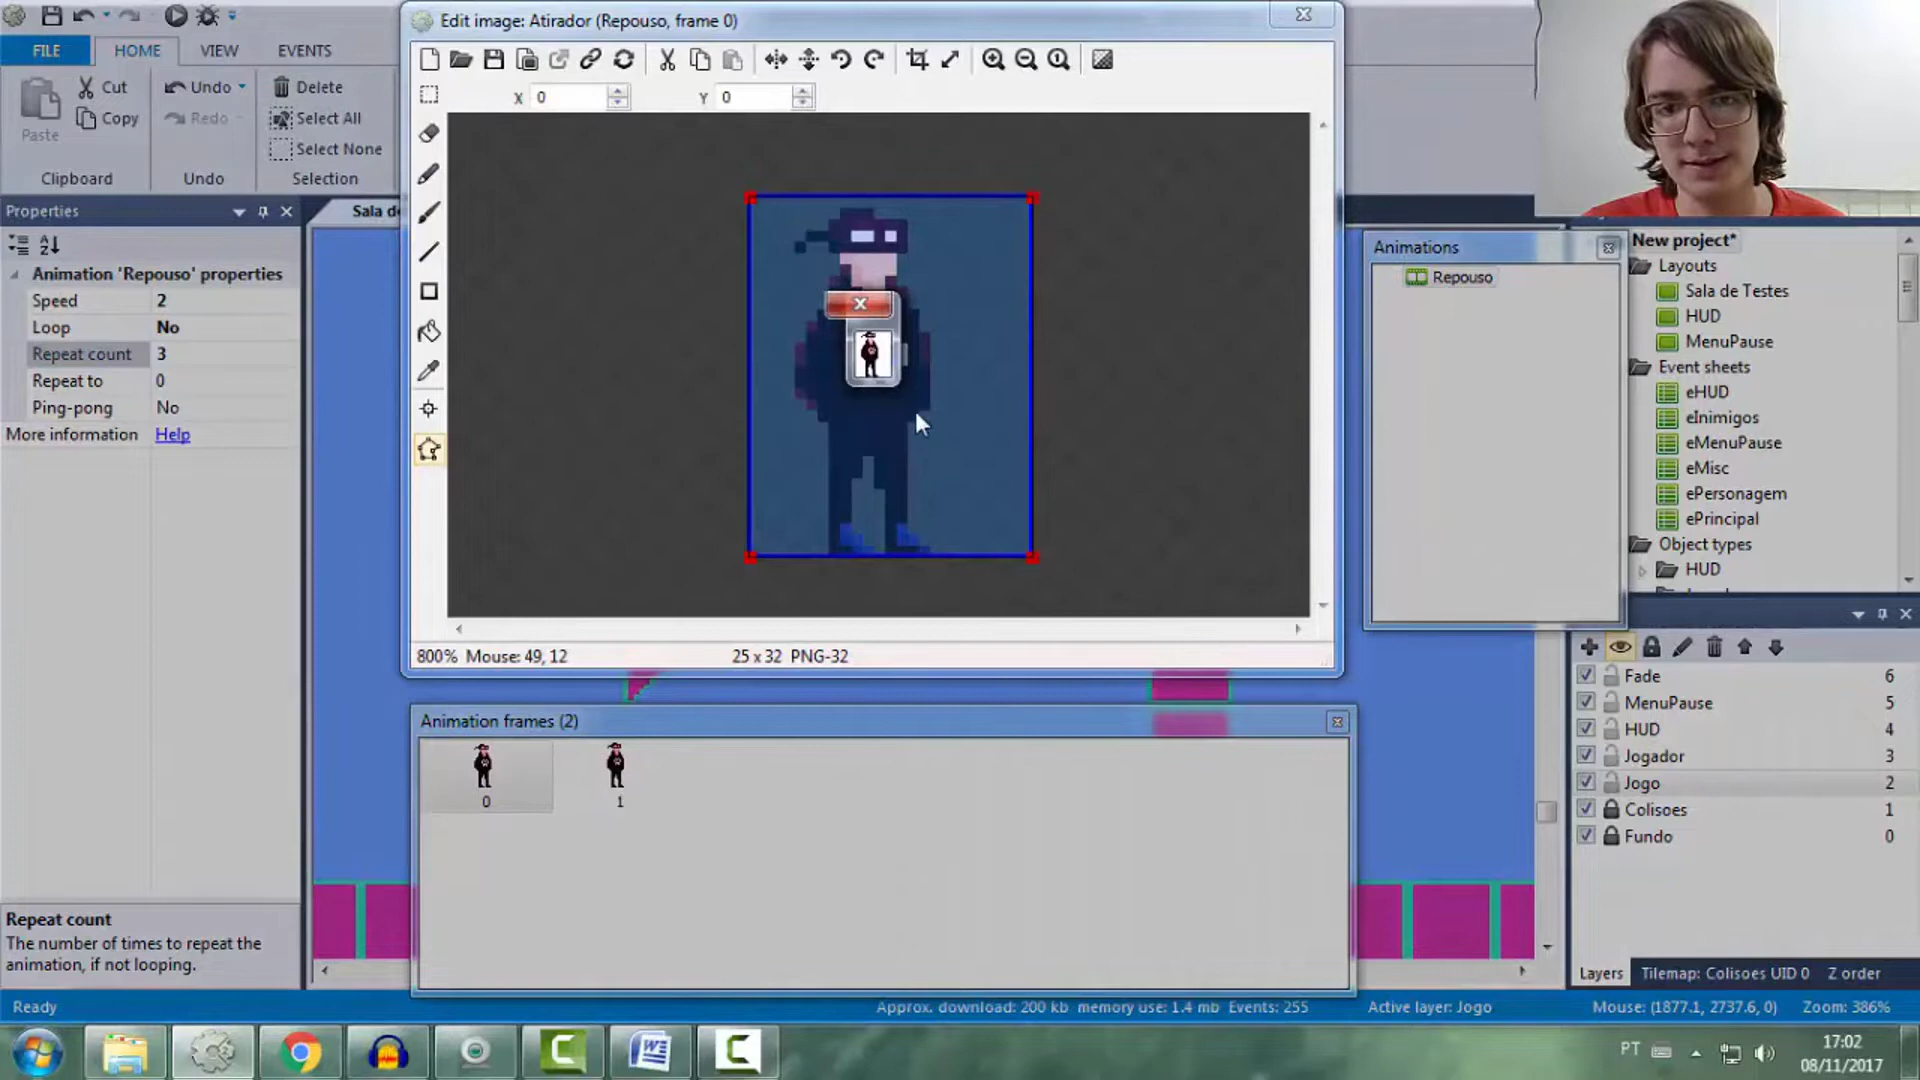 Edit image: Atirador (Repouso, frame 0)
FILE
HOME
VIEW
EVENTS
Paste
Cut
Copy
Clipboard
Undo
Redo
Undo
Delete
Select All
Select None
Selection
X 0
Y 0
Properties
Animation 'Repouso' properties
Speed 2
Loop No
Repeat count 3
Repeat to 0
Ping-pong No
More information Help
Repeat count
The number of times to repeat the
animation, if not looping.
800% Mouse: 49, 12
25 x 32 PNG-32
Animation frames (2)
0
1
Animations
Repouso
New project*
Layouts
Sala de Testes
HUD
MenuPause
Event sheets
eHUD
eInimigos
eMenuPause
eMisc
ePersonagem
ePrincipal
Object types
HUD
Fade 6
MenuPause 5
HUD 4
Jogador 3
Jogo 2
Colisoes 1
Fundo 0
Layers
Tilemap: Colisoes UID 0
Z order
Ready
Approx. download: 200 kb memory use: 1.4 mb Events: 255
Active layer: Jogo
Mouse: (1877.1, 2737.6, 0)
Zoom: 386%
PT
17:02
08/11/2017